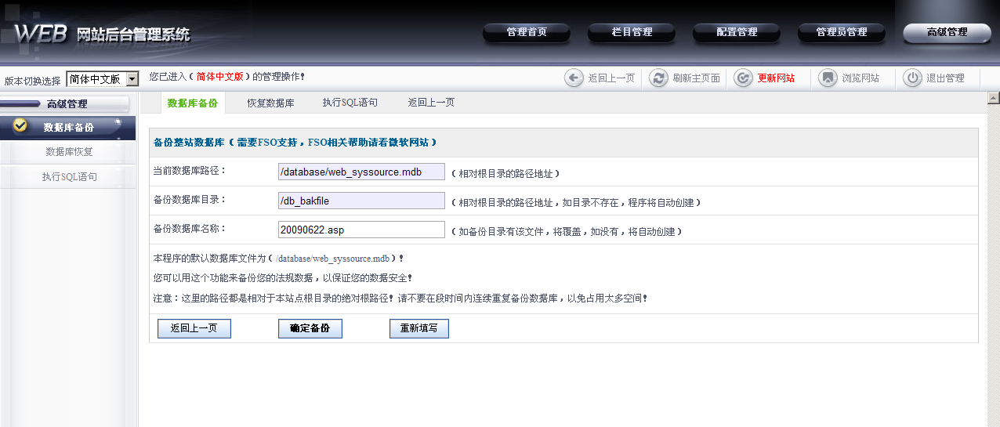 WEB 网站后台管理系统
管理首页 栏目管理 配置管理 管理员管理 高级管理
版本切换选择 简体中文版 您已进入(简体中文版)的管理操作! 返回上一页 刷新主页面 更新网站 浏览网站 退出管理
高级管理
数据库备份
数据库恢复
执行SQL语句
数据库备份 恢复数据库 执行SQL语句 返回上一页
备份整站数据库(需要FSO支持,FSO相关帮助请看微软网站)
当前数据库路径: /database/web_syssource.mdb (相对根目录的路径地址)
备份数据库目录: /db_bakfile (相对根目录的路径地址,如目录不存在,程序将自动创建)
备份数据库名称: 20090622.asp (如备份目录有该文件,将覆盖,如没有,将自动创建)
本程序的默认数据库文件为(/database/web_syssource.mdb)!
您可以用这个功能来备份您的法规数据,以保证您的数据安全!
注意:这里的路径都是相对于本站点根目录的绝对根路径!请不要在段时间内连续重复备份数据库,以免占用太多空间!
返回上一页 确定备份 重新填写